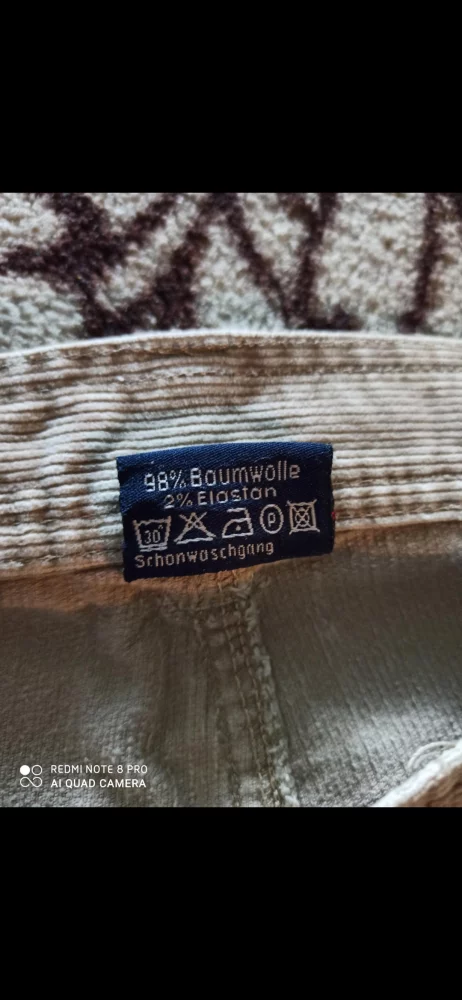 98% Baumwolle
2% Elastan
30° P
Schonwaschgang
REDMI NOTE 8 PRO
AI QUAD CAMERA